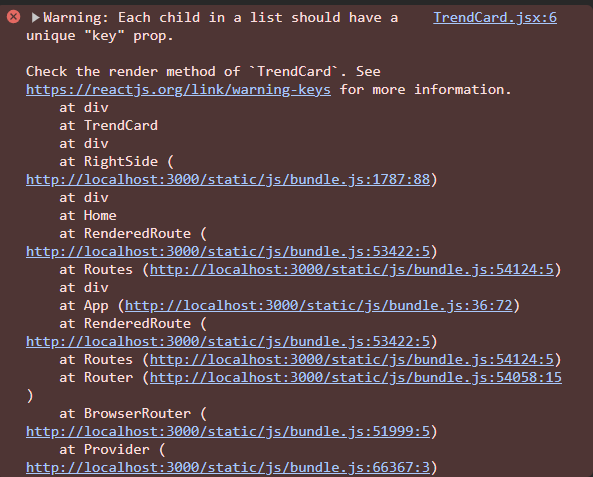 ▶Warning: Each child in a list should have a TrendCard.jsx:6
unique "key" prop.
Check the render method of `TrendCard`. See
https://reactjs.org/link/warning-keys for more information.
at div
at TrendCard
at div
at RightSide (
http://localhost:3000/static/js/bundle.js:1787:88)
at div
at Home
at RenderedRoute (
http://localhost:3000/static/js/bundle.js:53422:5)
at Routes (http://localhost:3000/static/js/bundle.js:54124:5)
at div
at App (http://localhost:3000/static/js/bundle.js:36:72)
at RenderedRoute (
http://localhost:3000/static/js/bundle.js:53422:5)
at Routes (http://localhost:3000/static/js/bundle.js:54124:5)
at Router (http://localhost:3000/static/js/bundle.js:54058:15
)
at BrowserRouter (
http://localhost:3000/static/js/bundle.js:51999:5)
at Provider (
http://localhost:3000/static/js/bundle.js:66367:3)